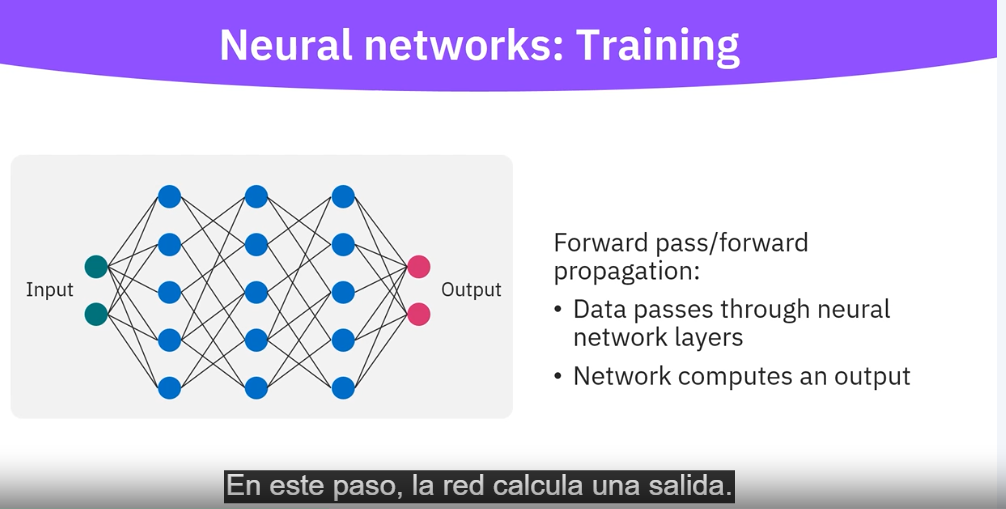 Neural networks: Training
Input
Output
Forward pass/forward
propagation:
• Data passes through neural
network layers
• Network computes an output
En este paso, la red calcula una salida.